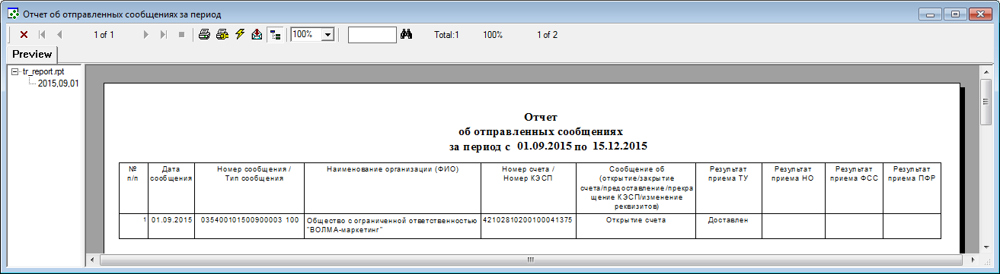 Отчет об отправленных сообщениях за период
1 of 1
100%
Total:1
100%
1 of 2
Preview
tr_report.rpt
2015,09,01
Отчет
об отправленных сообщениях
за период с 01.09.2015 по 15.12.2015
№
п/п
Дата
сообщения
Номер сообщения /
Тип сообщения
Наименование организации (ФИО)
Номер счета /
Номер КЭСП
Сообщение об
(открытие/закрытие
счета/предоставление/прекра
щение КЭСП/изменение
реквизитов)
Результат
приема ТУ
Результат
приема НО
Результат
приема ФСС
Результат
приема ПФР
1
01.09.2015
035400101500900003 100
Общество с ограниченной ответственностью
"ВОЛМА-маркетинг"
42102810200100041375
Открытие счета
Доставлен